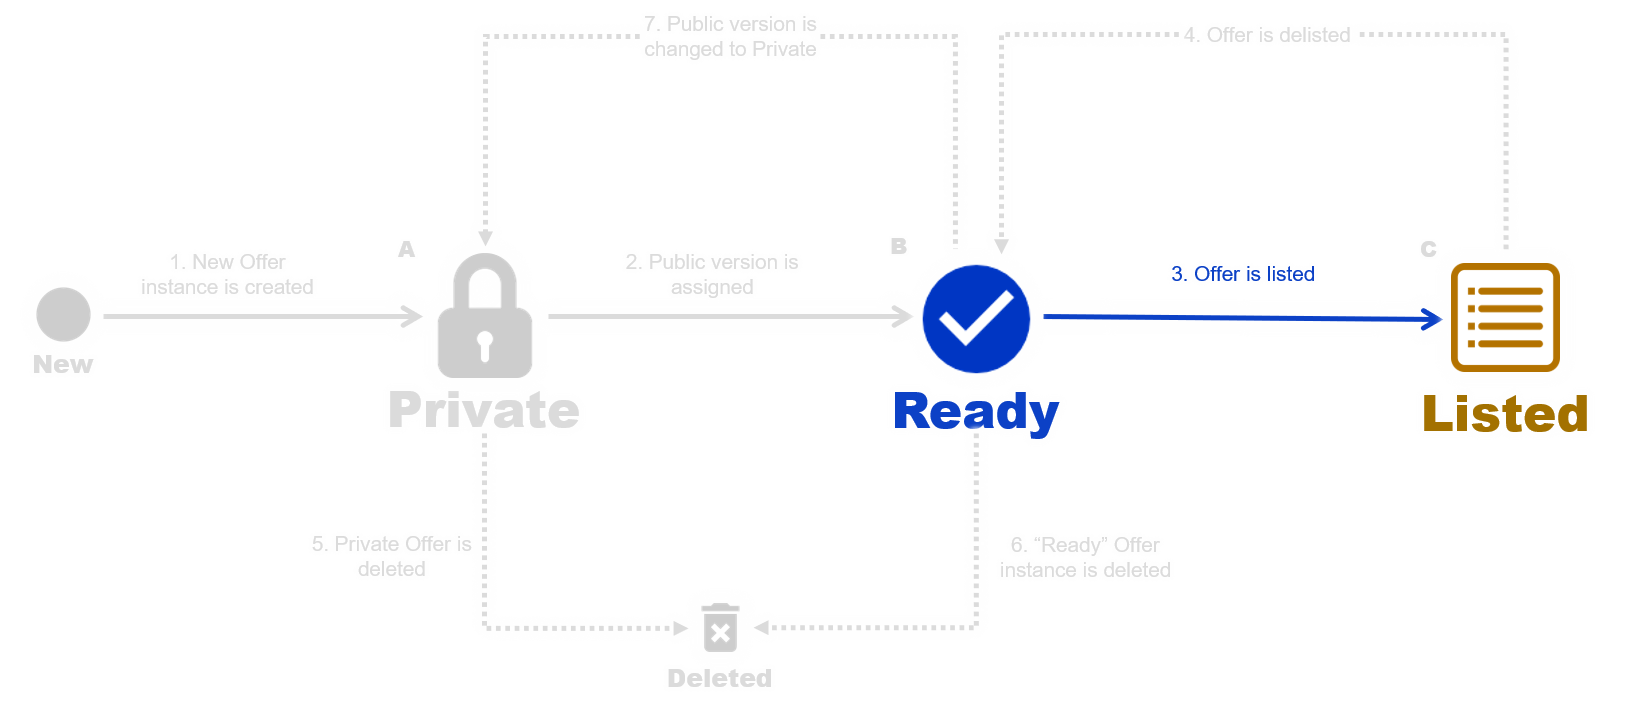 7. Public version is
changed to Private
4. Offer is delisted
A
B
C
1. New Offer
instance is created
2. Public version is
assigned
3. Offer is listed
New
Private
Ready
Listed
5. Private Offer is
deleted
6. “Ready” Offer
instance is deleted
Deleted